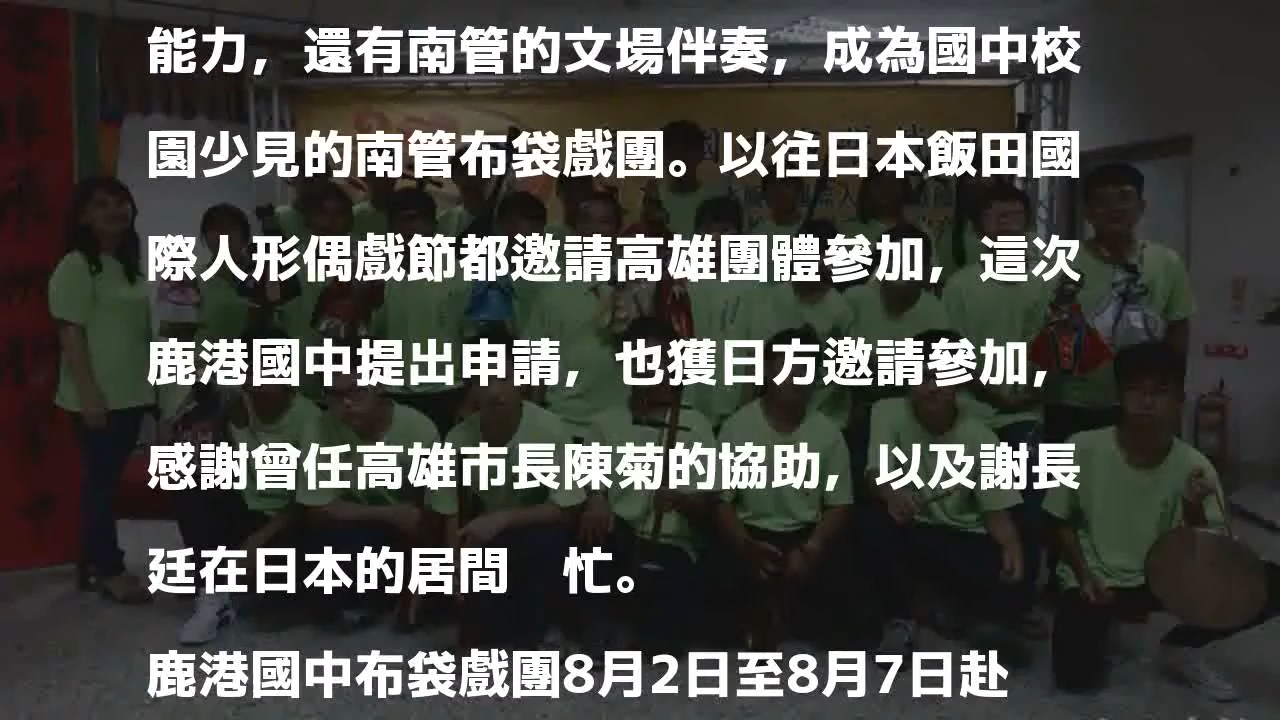 能力，還有南管的文場伴奏，成為國中校
園少見的南管布袋戲團。以往日本飯田國
際人形偶戲節都邀請高雄團體參加，這次
鹿港國中提出申請，也獲日方邀請參加，
感謝曾任高雄市長陳菊的協助，以及謝長
廷在日本的居間　忙。
鹿港國中布袋戲團8月2日至8月7日赴